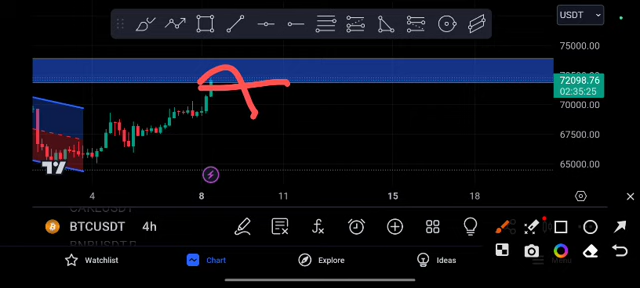 USDT
75000.00
72098.76
02:35:25
70000.00
67500.00
65000.00
4 8 11 15 18
BTCUSDT 4h
Watchlist Chart Explore Ideas